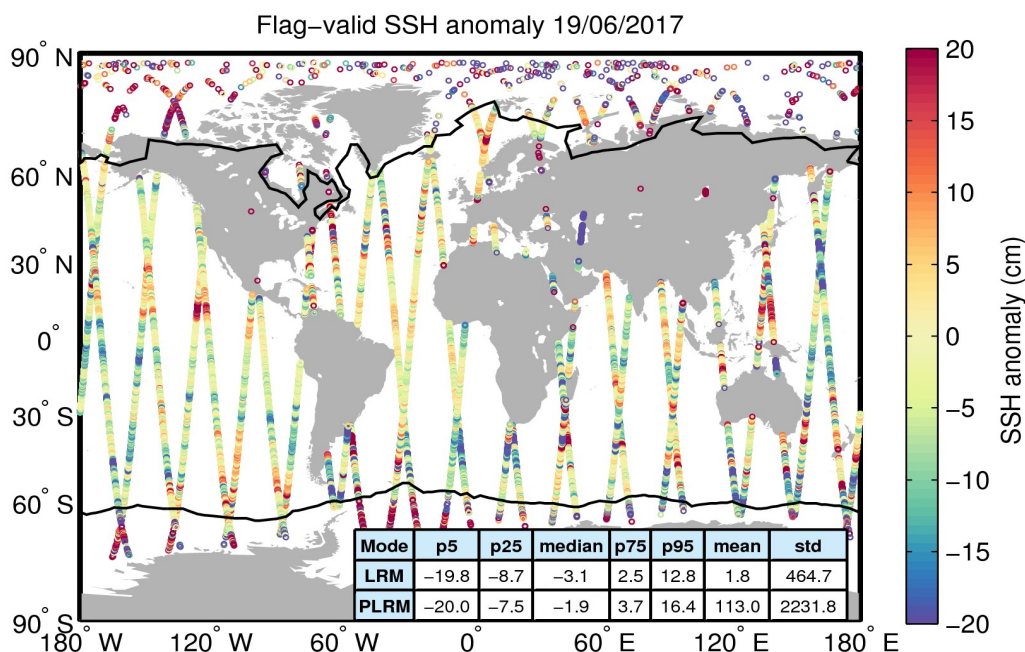 Flag−valid SSH anomaly 19/06/2017
90° N
60° N
30° N
0°
30° S
60° S
90° S
180° W
120° W
60° W
0°
60° E
120° E
180° E
Mode p5 p25 median p75 p95 mean std
LRM −19.8 −8.7 −3.1 2.5 12.8 1.8 464.7
PLRM −20.0 −7.5 −1.9 3.7 16.4 113.0 2231.8
20
15
10
5
0
−5
−10
−15
−20
SSH anomaly (cm)